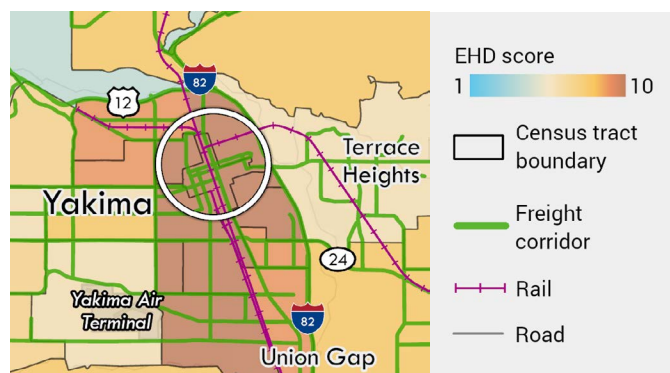 82
12
Terrace
Heights
Yakima
24
Yakima Air
Terminal
82
Union Gap
EHD score
1 10
Census tract
boundary
Freight
corridor
Rail
Road